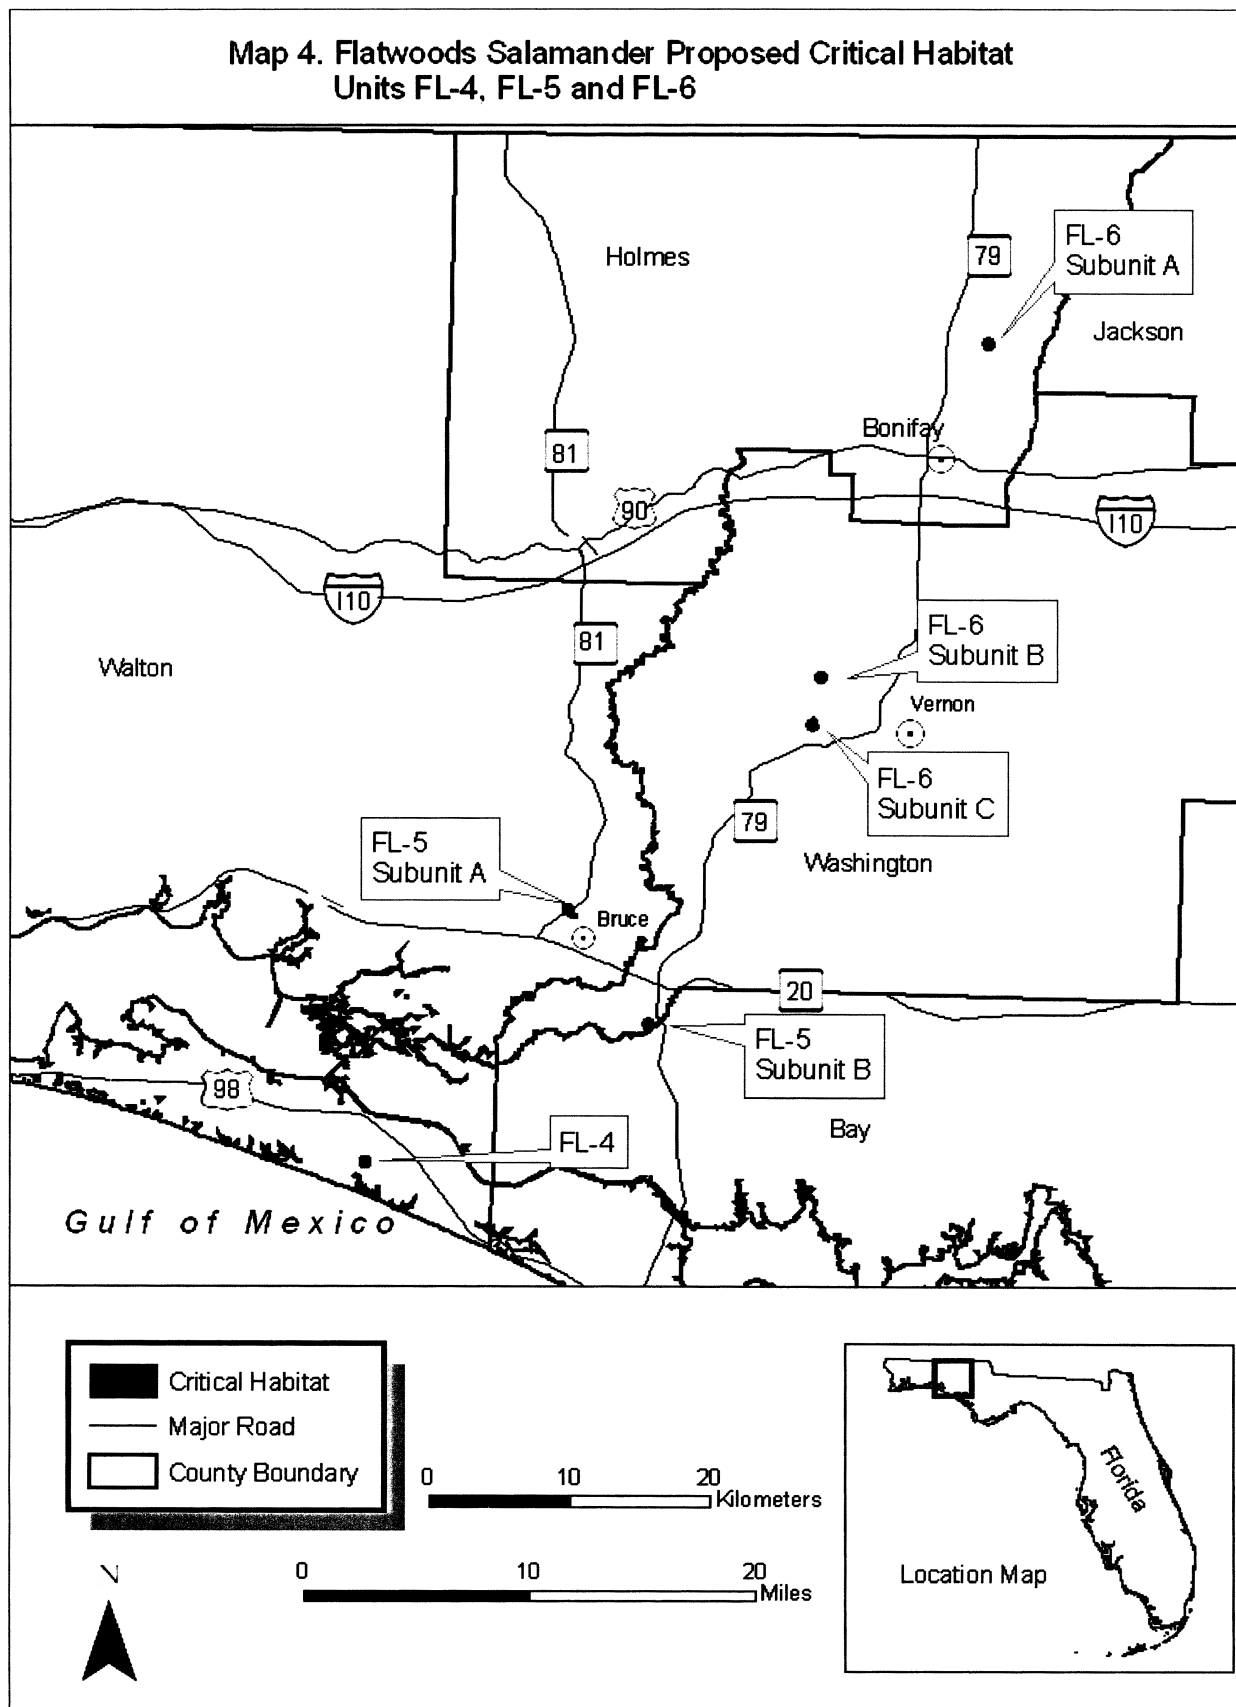 Map 4. Flatwoods Salamander Proposed Critical Habitat
Units FL-4, FL-5 and FL-6
Holmes
79
FL-6
Subunit A
Jackson
Bonifay
81
90
I10
I10
81
Walton
FL-6
Subunit B
Vernon
FL-6
Subunit C
79
FL-5
Subunit A
Washington
Bruce
20
FL-5
Subunit B
98
Bay
FL-4
Gulf of Mexico
Critical Habitat
Major Road
County Boundary
0 10 20
Kilometers
0 10 20
Miles
N
Florida
Location Map